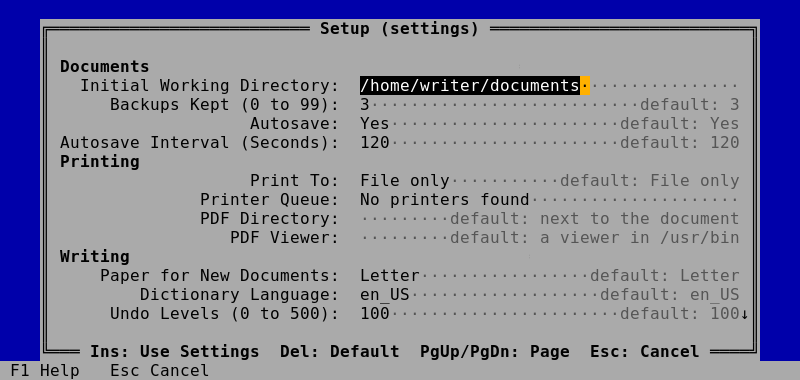 Setup (settings)
Documents
Initial Working Directory: /home/writer/documents
Backups Kept (0 to 99): 3 default: 3
Autosave: Yes default: Yes
Autosave Interval (Seconds): 120 default: 120
Printing
Print To: File only default: File only
Printer Queue: No printers found
PDF Directory: default: next to the document
PDF Viewer: default: a viewer in /usr/bin
Writing
Paper for New Documents: Letter default: Letter
Dictionary Language: en_US default: en_US
Undo Levels (0 to 500): 100 default: 100↓
Ins: Use Settings Del: Default PgUp/PgDn: Page Esc: Cancel
F1 Help Esc Cancel